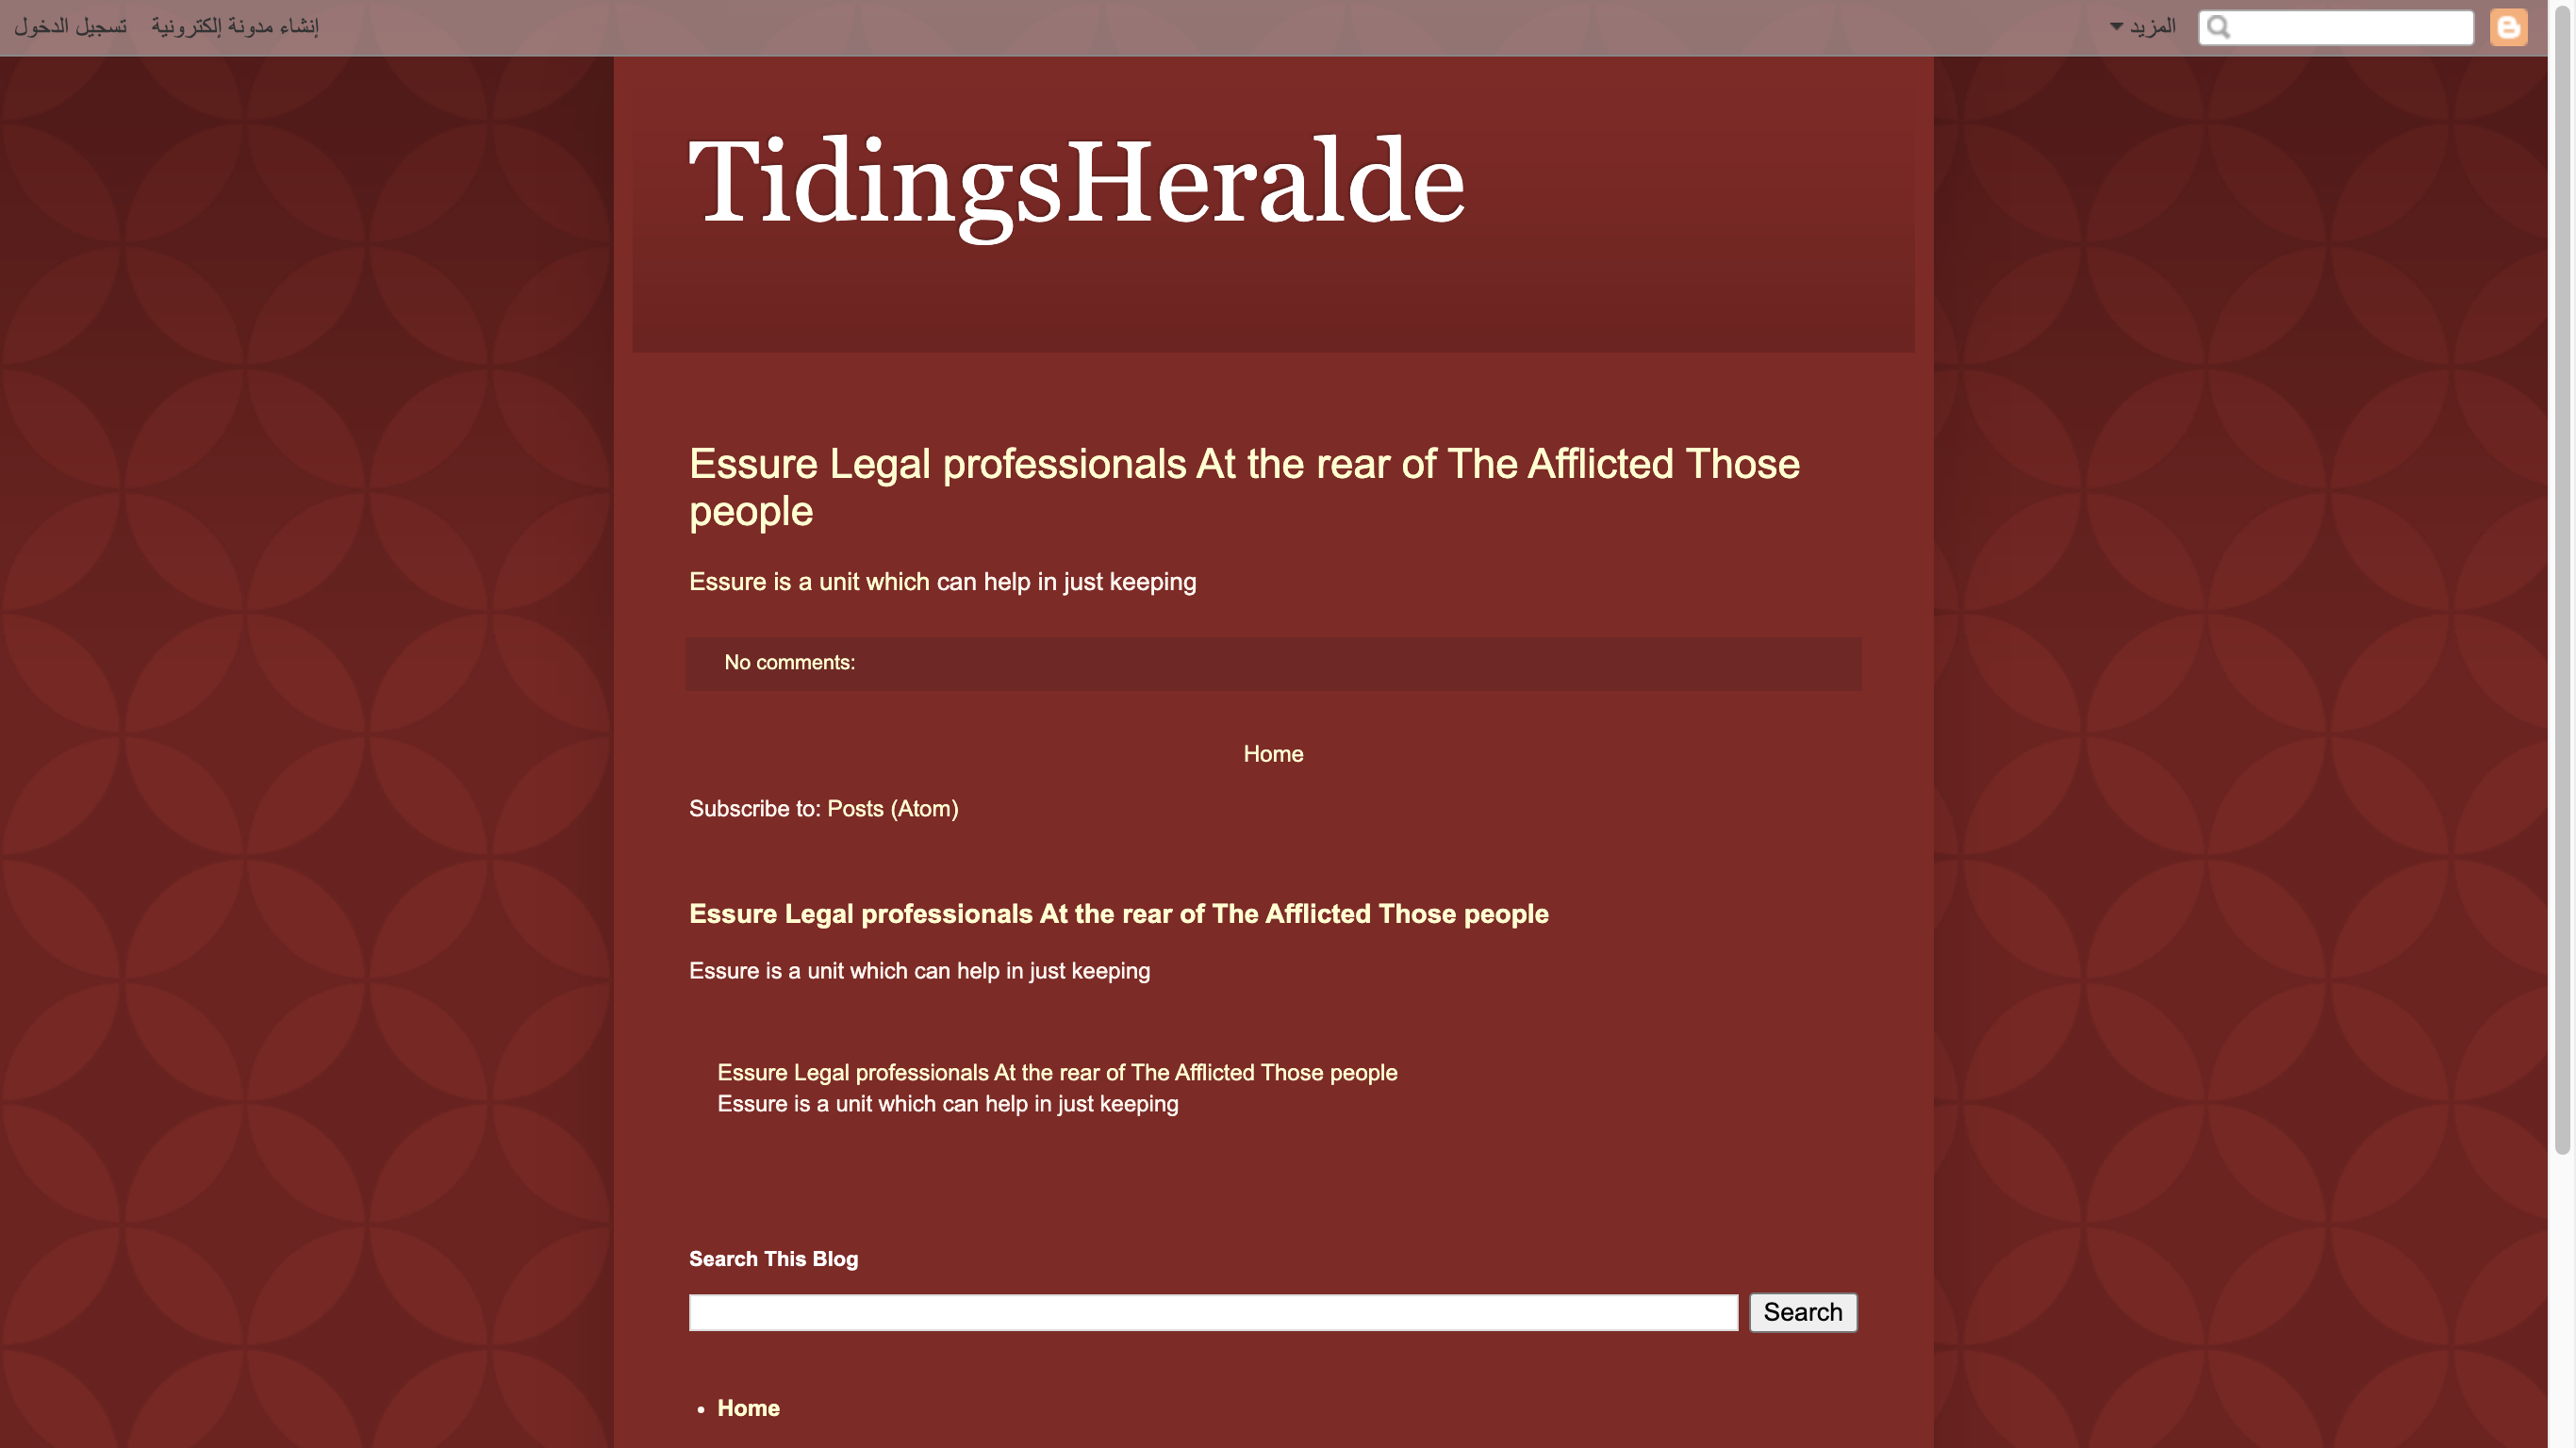 تسجيل الدخول إنشاء مدونة إلكترونية المزيد
TidingsHeralde
Essure Legal professionals At the rear of The Afflicted Those
people
Essure is a unit which can help in just keeping
No comments:
Home
Subscribe to: Posts (Atom)
Essure Legal professionals At the rear of The Afflicted Those people
Essure is a unit which can help in just keeping
Essure Legal professionals At the rear of The Afflicted Those people
Essure is a unit which can help in just keeping
Search This Blog
Search
Home